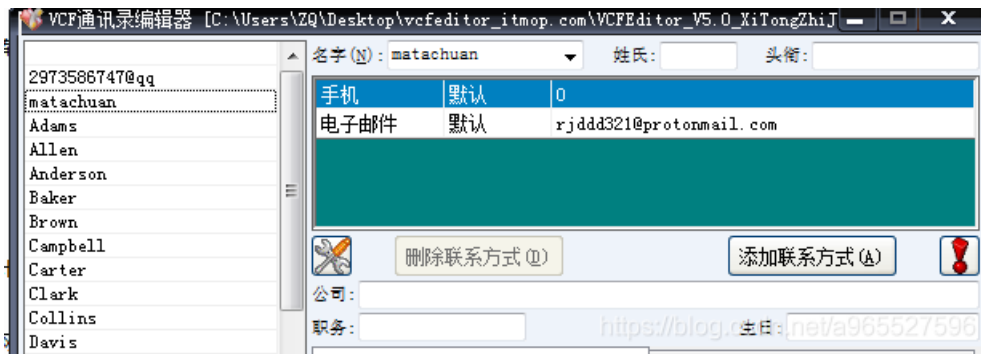 VCF通讯录编辑器 [C:\Users\ZQ\Desktop\vcfeditor_itmop.com\VCFEditor_V5.0_XiTongZhiJ
名字(N): matachuan 姓氏: 头衔:
2973586747@qq
matachuan
Adams
Allen
Anderson
Baker
Brown
Campbell
Carter
Clark
Collins
Davis
手机 默认 0
电子邮件 默认 rjddd321@protonmail.com
删除联系方式(D) 添加联系方式(A)
公司:
职务: 生日:
https://blog.csdn.net/a965527596